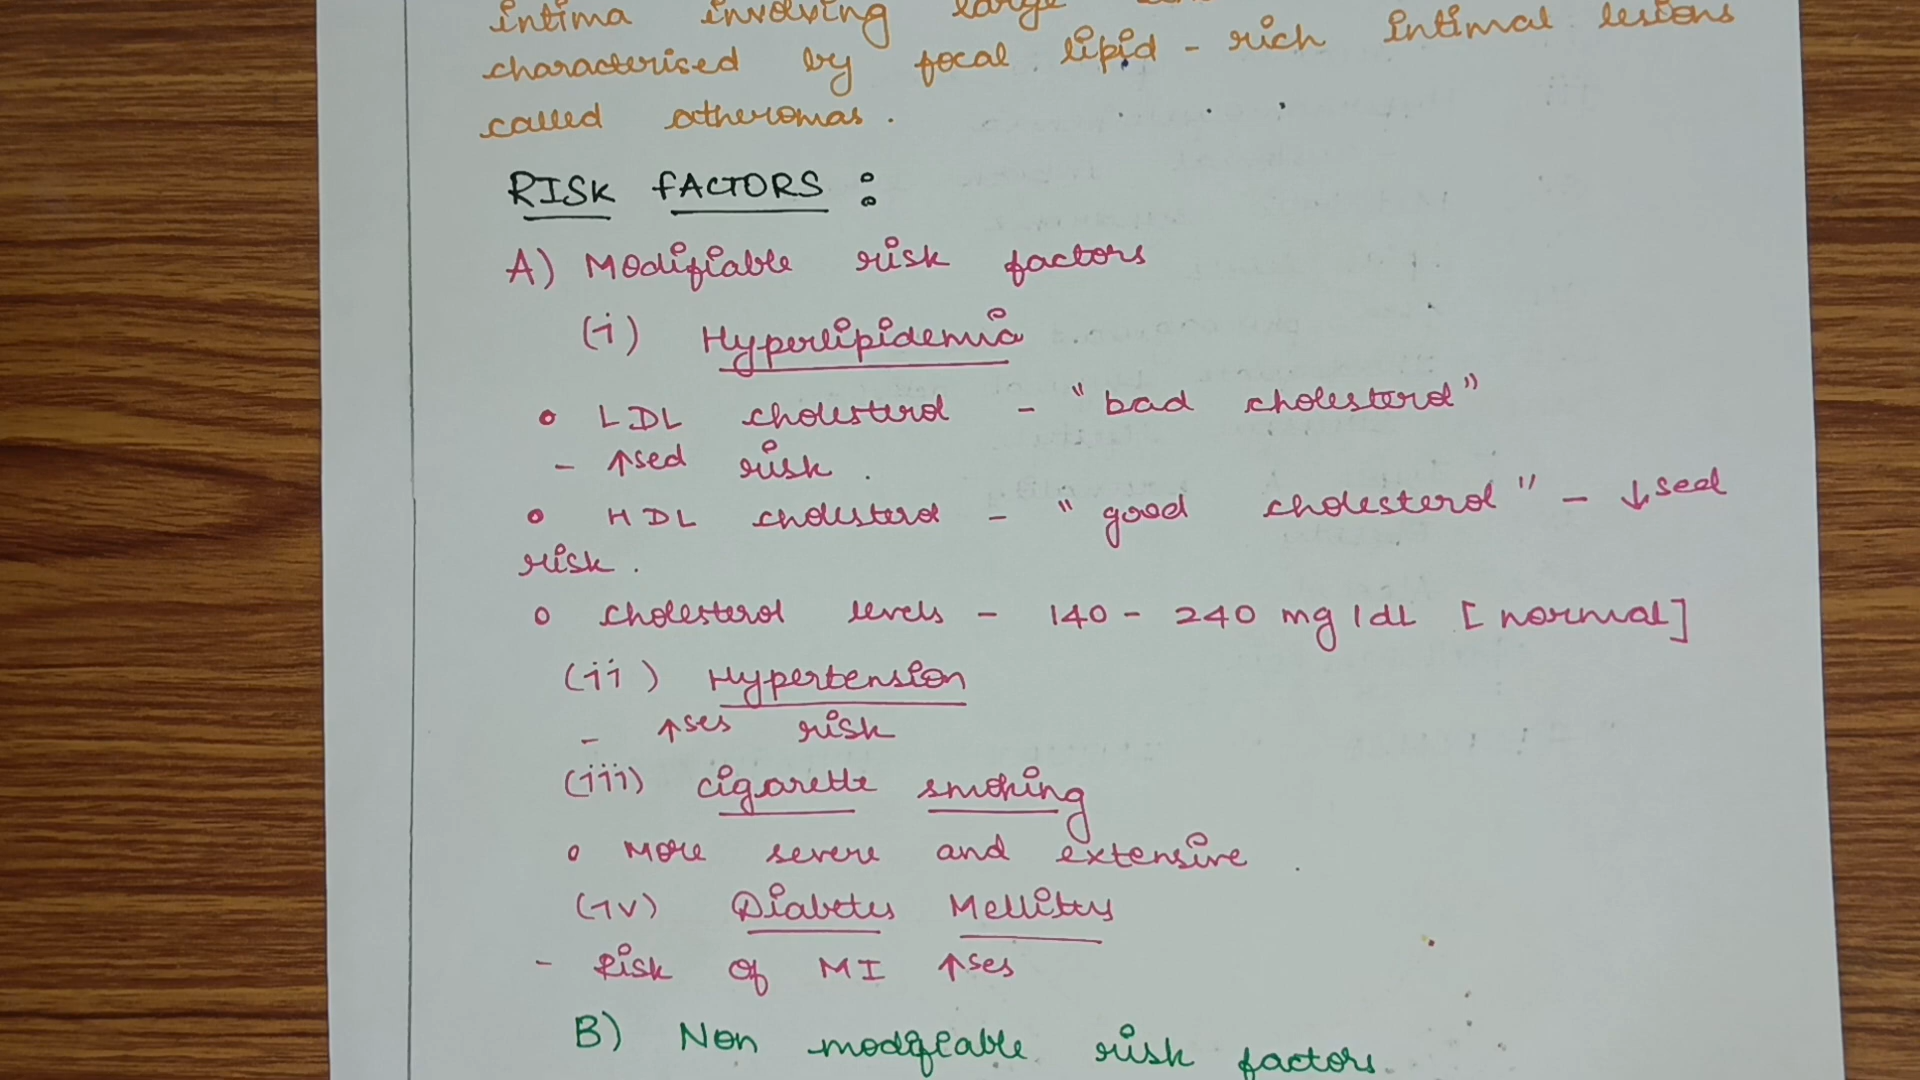 intima involving large
characterised by focal lipid - rich intimal lesions
called atheromas.
RISK FACTORS :
A) Modifiable risk factors
(i) Hyperlipidemia
• LDL cholesterol - "bad cholesterol"
- ↑sed risk.
• HDL cholesterol - "good cholesterol" - ↓sed
risk.
• Cholesterol levels - 140 - 240 mg/dL [normal]
(ii) Hypertension
- ↑ses risk
(iii) cigarette smoking
• More severe and extensive.
(iv) Diabetes Mellitus
- Risk of MI ↑ses
B) Non modifiable risk factors.